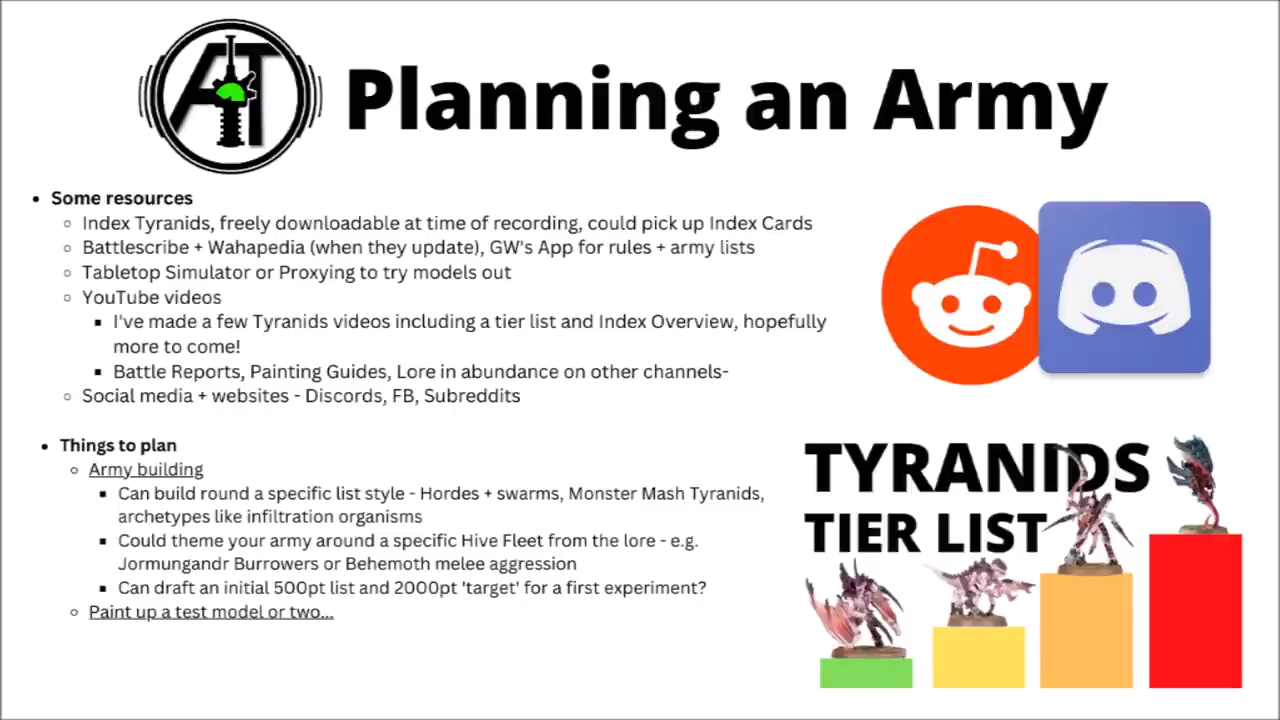 AT Planning an Army
Some resources
Index Tyranids, freely downloadable at time of recording, could pick up Index Cards
Battlescribe + Wahapedia (when they update), GW's App for rules + army lists
Tabletop Simulator or Proxying to try models out
YouTube videos
I've made a few Tyranids videos including a tier list and Index Overview, hopefully
more to come!
Battle Reports, Painting Guides, Lore in abundance on other channels-
Social media + websites - Discords, FB, Subreddits
Things to plan
Army building
Can build round a specific list style - Hordes + swarms, Monster Mash Tyranids,
archetypes like infiltration organisms
Could theme your army around a specific Hive Fleet from the lore - e.g.
Jormungandr Burrowers or Behemoth melee aggression
Can draft an initial 500pt list and 2000pt 'target' for a first experiment?
Paint up a test model or two...
TYRANIDS
TIER LIST